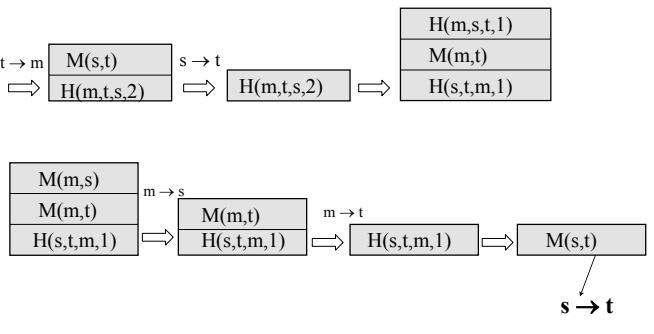 t → m
M(s,t)
H(m,t,s,2)
s → t
H(m,t,s,2)
H(m,s,t,1)
M(m,t)
H(s,t,m,1)
M(m,s)
M(m,t)
H(s,t,m,1)
m → s
M(m,t)
H(s,t,m,1)
m → t
H(s,t,m,1)
M(s,t)
s → t